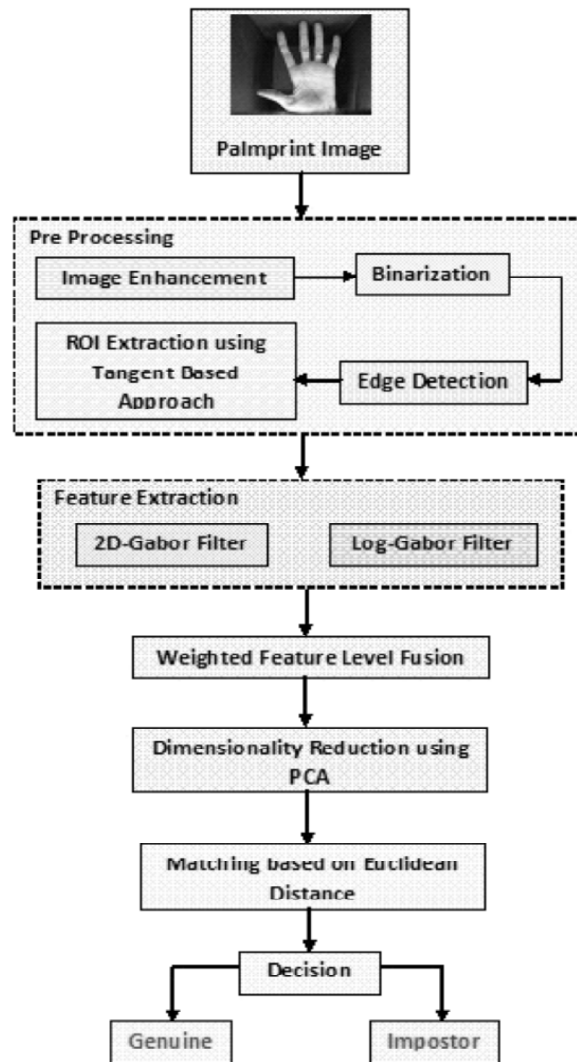 Palmprint Image
Pre Processing
Image Enhancement
Binarization
ROI Extraction using
Tangent Based
Approach
Edge Detection
Feature Extraction
2D-Gabor Filter
Log-Gabor Filter
Weighted Feature Level Fusion
Dimensionality Reduction using
PCA
Matching based on Euclidean
Distance
Decision
Genuine
Impostor